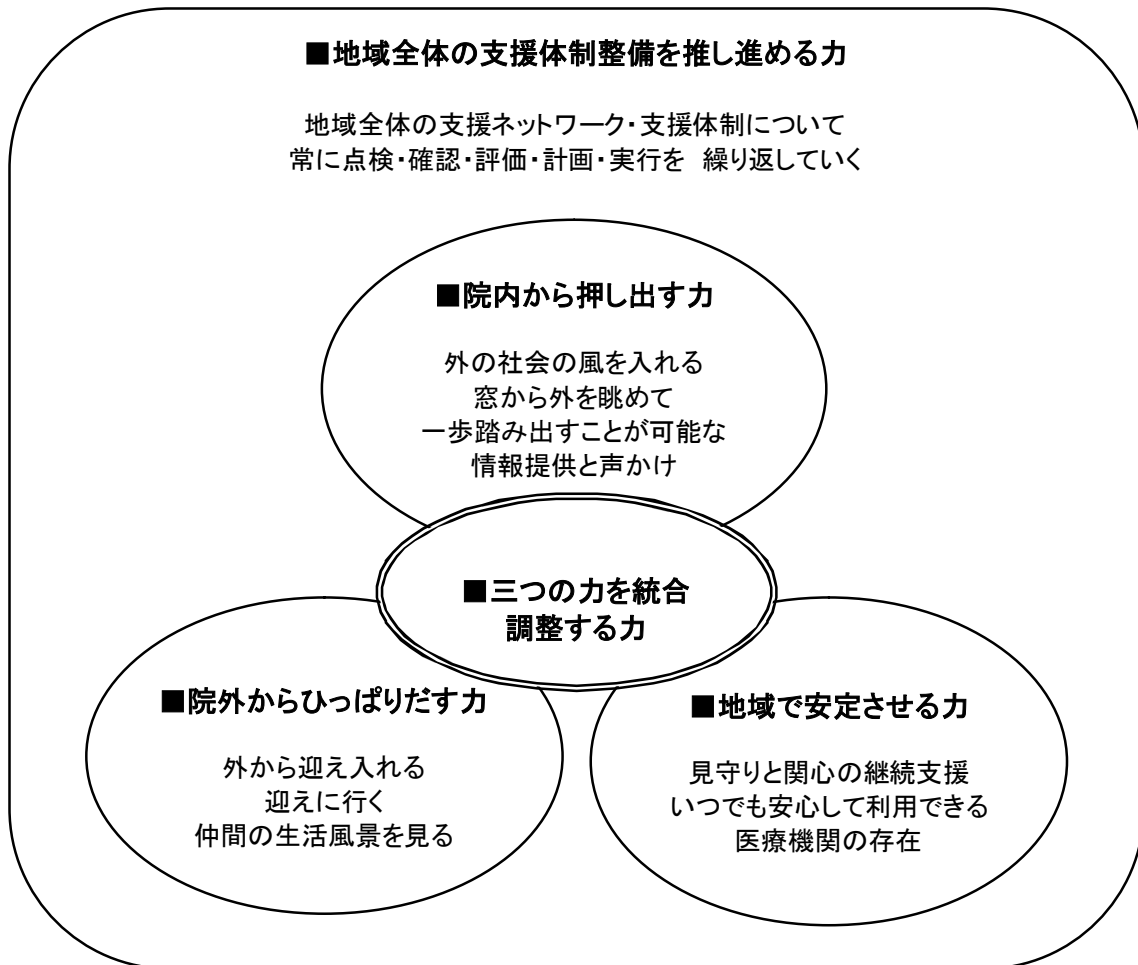 ■地域全体の支援体制整備を推し進める力
地域全体の支援ネットワーク・支援体制について
常に点検・確認・評価・計画・実行を 繰り返していく
■院内から押し出す力
外の社会の風を入れる
窓から外を眺めて
一歩踏み出すことが可能な
情報提供と声かけ
■三つの力を統合
調整する力
■院外からひっぱりだす力
外から迎え入れる
迎えに行く
仲間の生活風景を見る
■地域で安定させる力
見守りと関心の継続支援
いつでも安心して利用できる
医療機関の存在